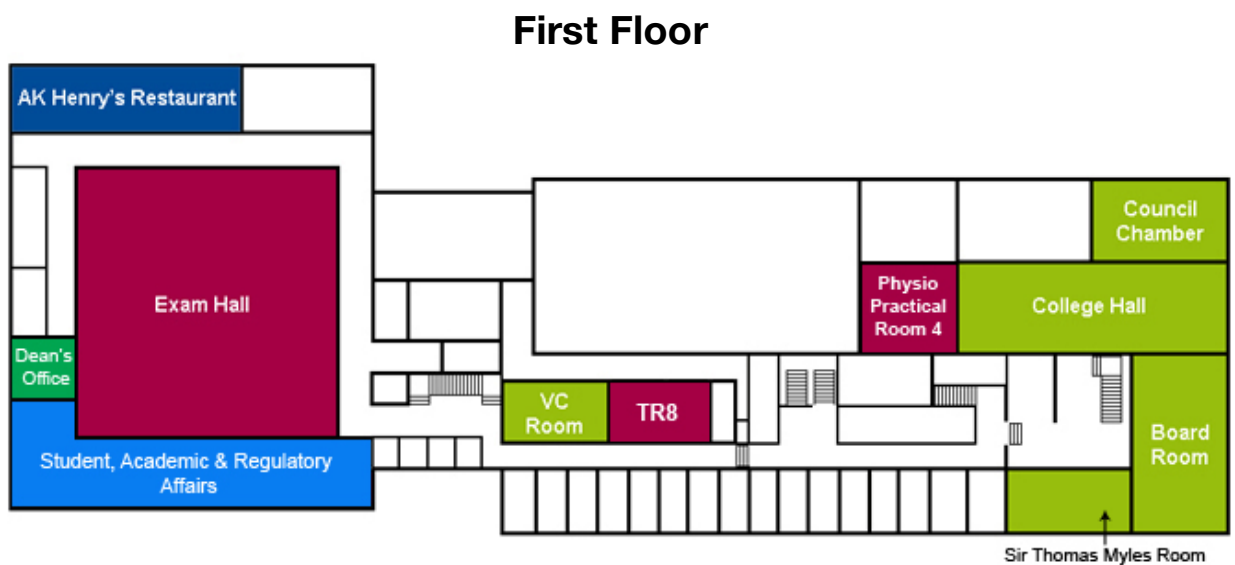 First Floor
AK Henry's Restaurant
Council
Chamber
Exam Hall
Physio
Practical
Room 4
College Hall
Dean's
Office
VC
Room
TR8
Board
Room
Student, Academic & Regulatory
Affairs
Sir Thomas Myles Room